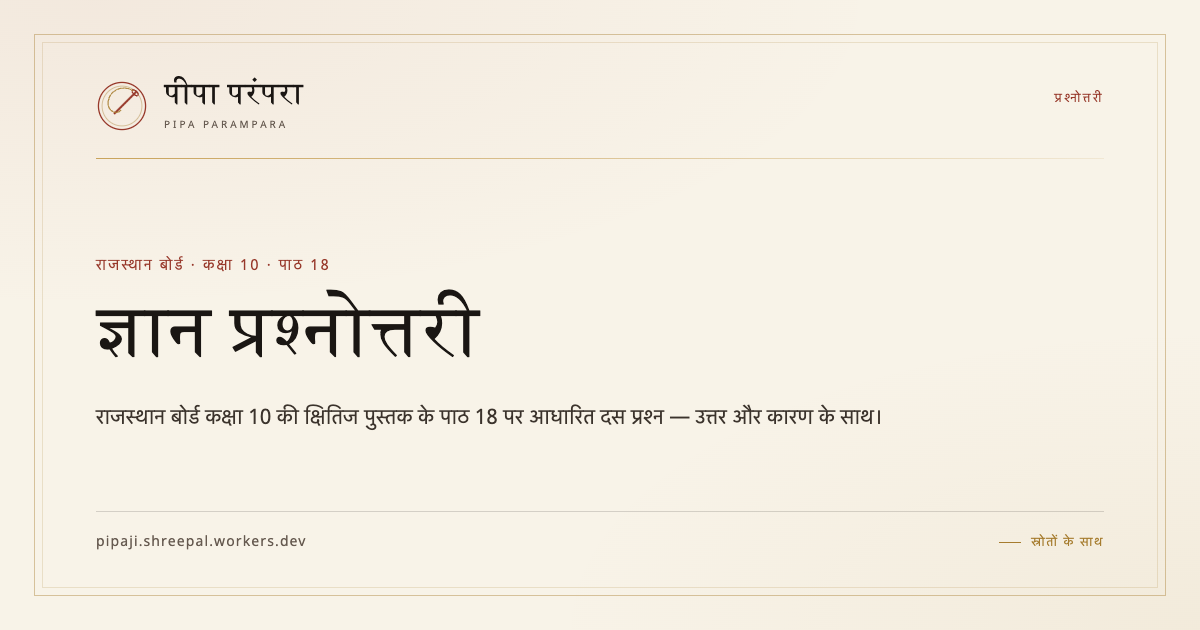 पीपा परंपरा
PIPA PARAMPARA
प्रश्नोत्तरी
राजस्थान बोर्ड · कक्षा 10 · पाठ 18
ज्ञान प्रश्नोत्तरी
राजस्थान बोर्ड कक्षा 10 की क्षितिज पुस्तक के पाठ 18 पर आधारित दस प्रश्न — उत्तर और कारण के साथ।
pipaji.shreepal.workers.dev
स्रोतों के साथ